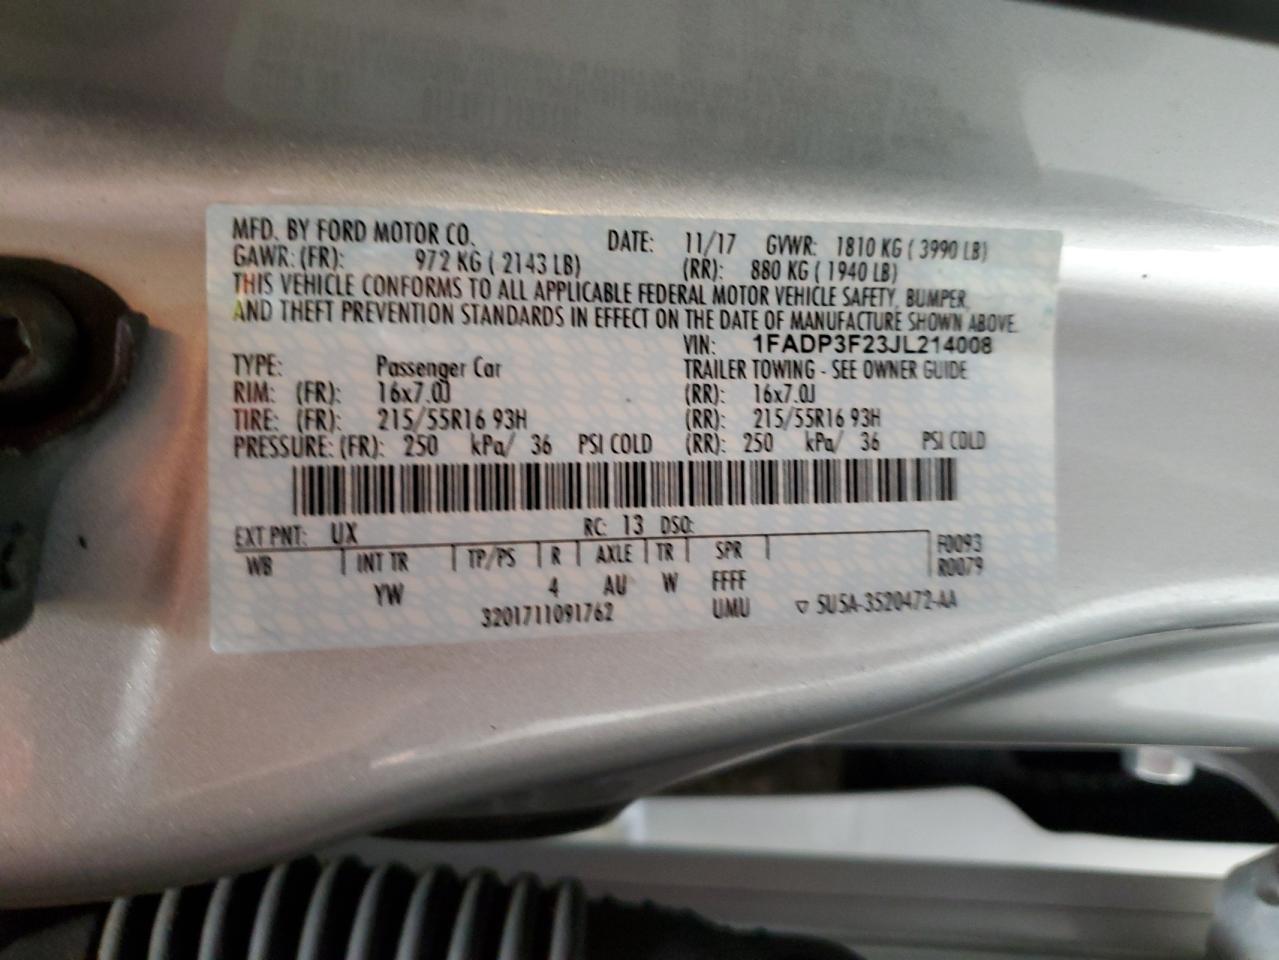 MFD. BY FORD MOTOR CO. DATE: 11/17 GVWR: 1810 KG ( 3990 LB)
GAWR: (FR): 972 KG ( 2143 LB) (RR): 880 KG ( 1940 LB)
THIS VEHICLE CONFORMS TO ALL APPLICABLE FEDERAL MOTOR VEHICLE SAFETY, BUMPER,
AND THEFT PREVENTION STANDARDS IN EFFECT ON THE DATE OF MANUFACTURE SHOWN ABOVE.
VIN: 1FADP3F23JL214008
TYPE: Passenger Car TRAILER TOWING - SEE OWNER GUIDE
RIM: (FR): 16x7.0J (RR): 16x7.0J
TIRE: (FR): 215/55R16 93H (RR): 215/55R16 93H
PRESSURE: (FR): 250 kPa/ 36 PSI COLD (RR): 250 kPa/ 36 PSI COLD
EXT PNT: UX RC: 13 DSO:
WB INT TR TP/PS R AXLE TR SPR F0093
R0079
YW 4 AU W FFFF
3201711091762 UMU ▽ 5U5A-3520472-AA